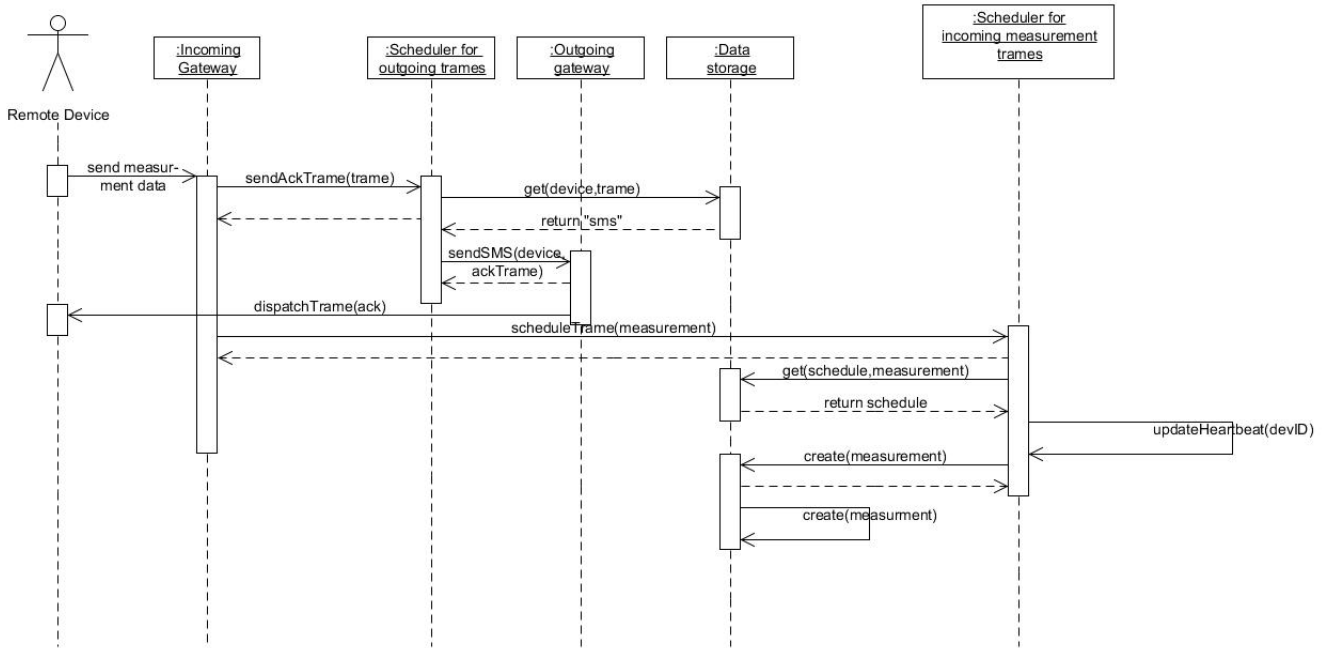 :Scheduler for
incoming measurement
trames
:Incoming
Gateway
:Scheduler for
outgoing trames
:Outgoing
gateway
:Data
storage
Remote Device
send measur-
ment data
sendAckTrame(trame)
get(device,trame)
return "sms"
sendSMS(device,
ackTrame)
dispatchTrame(ack)
scheduleTrame(measurement)
get(schedule,measurement)
return schedule
updateHeartbeat(devID)
create(measurement)
create(measurment)